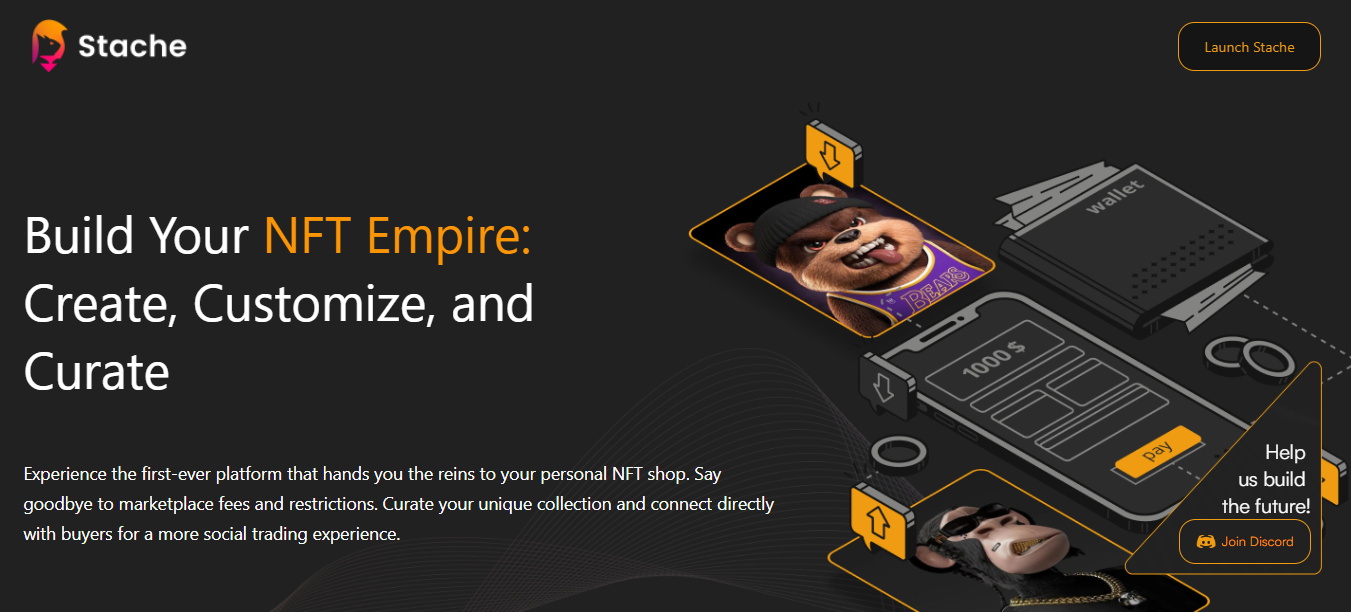 Stache
Launch Stache
Build Your NFT Empire:
Create, Customize, and
Curate
Experience the first-ever platform that hands you the reins to your personal NFT shop. Say
goodbye to marketplace fees and restrictions. Curate your unique collection and connect directly
with buyers for a more social trading experience.
wallet
BEARS
1000 $
pay
Help
us build
the future!
Join Discord